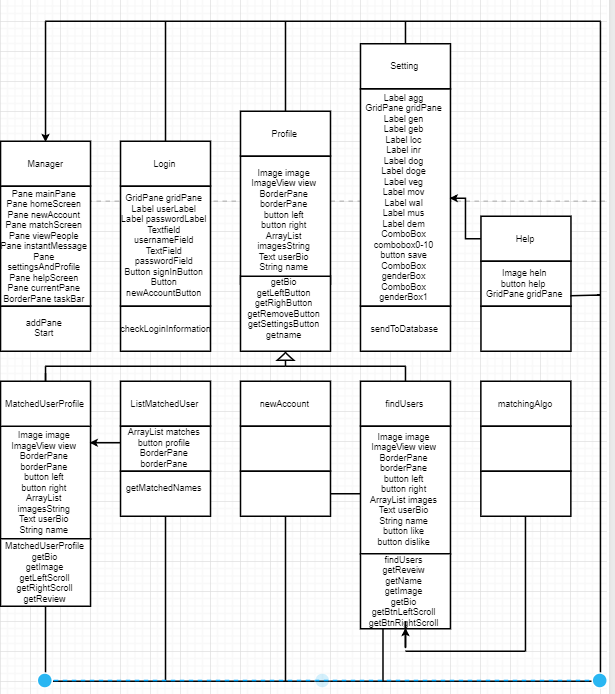 Manager
Pane mainPane
Pane homeScreen
Pane newAccount
Pane matchScreen
Pane viewPeople
Pane instantMessage
Pane
settingsAndProfile
Pane helpScreen
Pane currentPane
BorderPane taskBar
addPane
Start
Login
GridPane gridPane
Label userLabel
Label passwordLabel
Textfield
usernameField
TextField
passwordField
Button signInButton
Button
newAccountButton
checkLoginInformation
Profile
Image image
ImageView view
BorderPane
borderPane
button left
button right
ArrayList
imagesString
Text userBio
String name
getBio
getLeftButton
getRighButton
getRemoveButton
getSettingsButton
getname
Setting
Label agg
GridPane gridPane
Label gen
Label geb
Label loc
Label inr
Label dog
Label doge
Label veg
Label mov
Label wal
Label mus
Label dem
ComboBox
combobox0-10
button save
ComboBox
genderBox
ComboBox
genderBox1
sendToDatabase
Help
Image heln
button help
GridPane gridPane
MatchedUserProfile
Image image
ImageView view
BorderPane
borderPane
button left
button right
ArrayList
imagesString
Text userBio
String name
MatchedUserProfile
getBio
getImage
getLeftScroll
getRightScroll
getReview
ListMatchedUser
ArrayList matches
button profile
BorderPane
borderPane
getMatchedNames
newAccount
findUsers
Image image
ImageView view
BorderPane
borderPane
button left
button right
ArrayList images
Text userBio
String name
button like
button dislike
findUsers
getReveiw
getName
getImage
getBio
getBtnLeftScroll
getBtnRightScroll
matchingAlgo